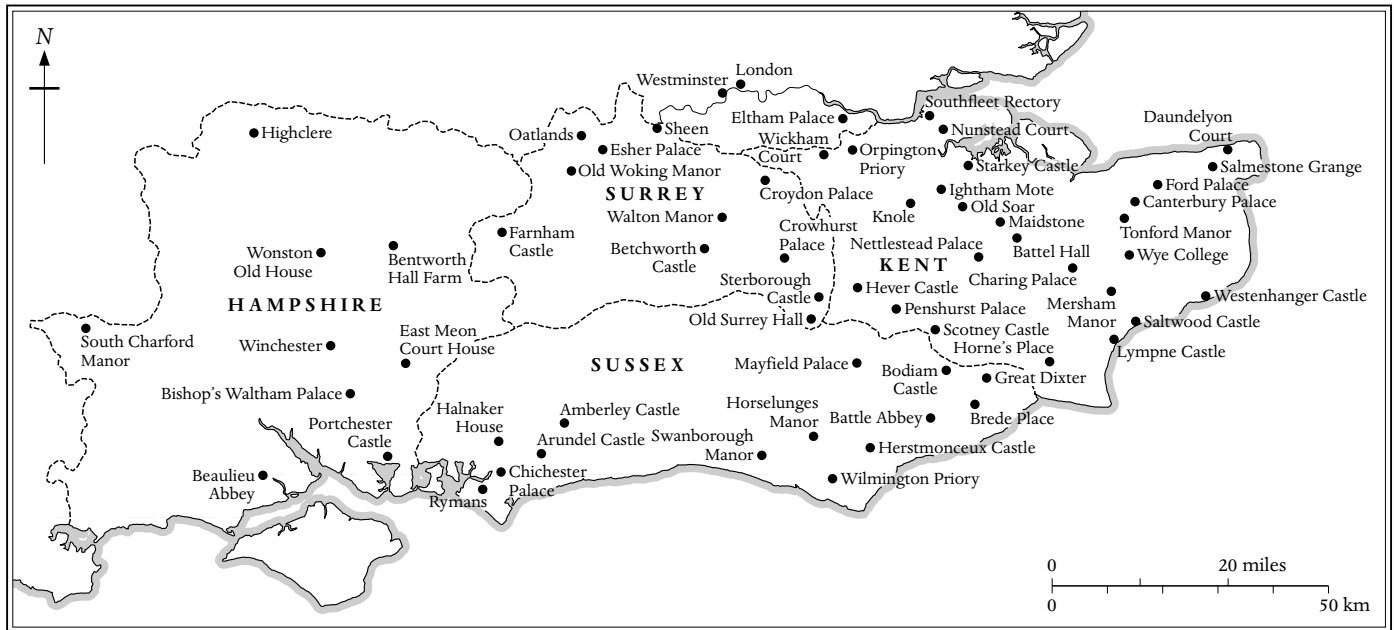 N
London
Westminster
Southfleet Rectory
Daundelyon
Court
Highclere
Oatlands
Sheen
Eltham Palace
Wickham
Court
Nunstead Court
Esher Palace
Orpington
Priory
Salmestone Grange
Old Woking Manor
Starkey Castle
Ford Palace
SURREY
Croydon Palace
Ightham Mote
Canterbury Palace
Knole
Old Soar
Walton Manor
Maidstone
Tonford Manor
Farnham
Castle
Crowhurst
Palace
Nettlestead Palace
Battel Hall
Wonston
Old House
Bentworth
Hall Farm
Betchworth
Castle
KENT
Wye College
Charing Palace
Sterborough
Castle
Hever Castle
HAMPSHIRE
Mersham
Manor
Westenhanger Castle
Penshurst Palace
Old Surrey Hall
Saltwood Castle
South Charford
Manor
East Meon
Court House
Scotney Castle
Horne's Place
Lympne Castle
Winchester
SUSSEX
Mayfield Palace
Bodiam
Castle
Great Dixter
Bishop's Waltham Palace
Halnaker
House
Amberley Castle
Horselunges
Manor
Battle Abbey
Brede Place
Portchester
Castle
Arundel Castle
Swanborough
Manor
Herstmonceux Castle
Beaulieu
Abbey
Chichester
Palace
Rymans
Wilmington Priory
0 20 miles
0 50 km